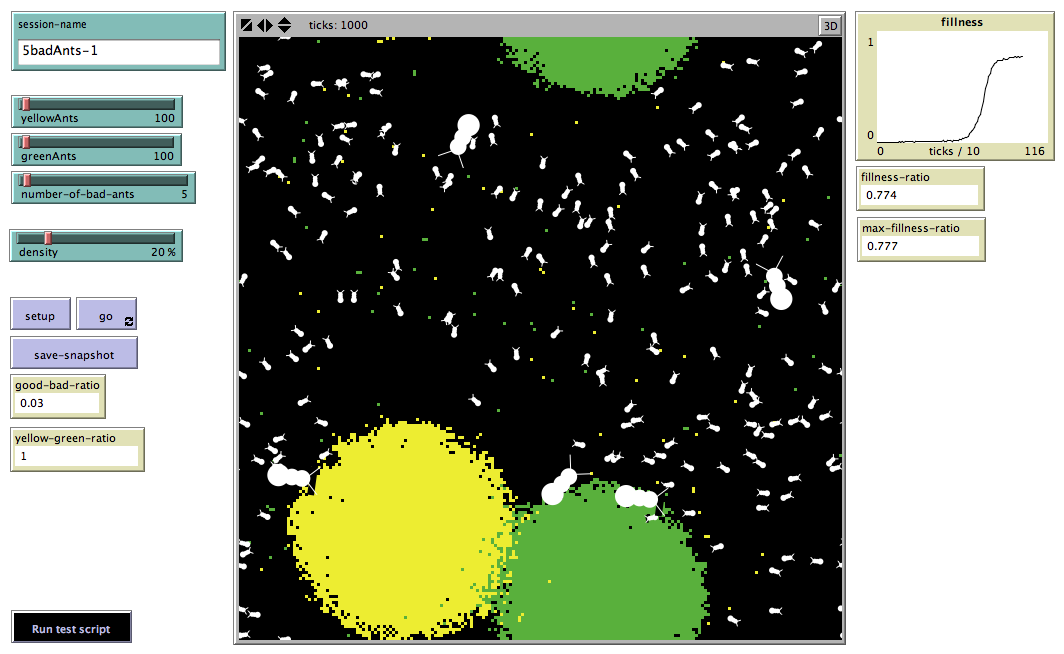 session-name
5badAnts-1
yellowAnts 100
greenAnts 100
number-of-bad-ants 5
density 20 %
setup
go
save-snapshot
good-bad-ratio
0.03
yellow-green-ratio
1
Run test script
ticks: 1000
3D
fillness
1
0
0 ticks / 10 116
fillness-ratio
0.774
max-fillness-ratio
0.777